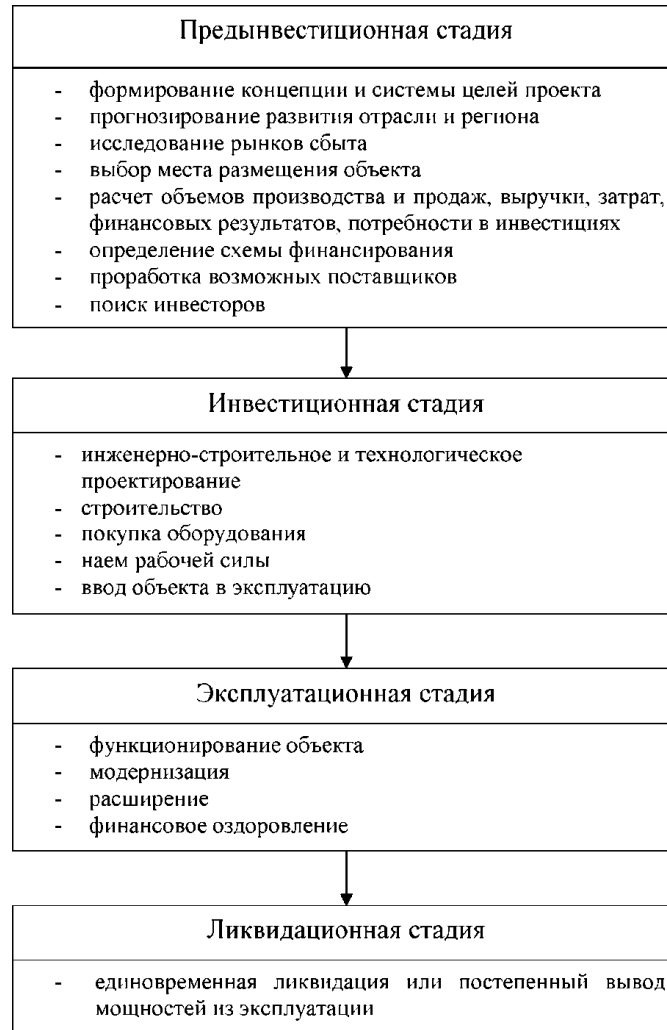 Предынвестиционная стадия
- формирование концепции и системы целей проекта
- прогнозирование развития отрасли и региона
- исследование рынков сбыта
- выбор места размещения объекта
- расчет объемов производства и продаж, выручки, затрат,
финансовых результатов, потребности в инвестициях
- определение схемы финансирования
- проработка возможных поставщиков
- поиск инвесторов
Инвестиционная стадия
- инженерно-строительное и технологическое
проектирование
- строительство
- покупка оборудования
- наем рабочей силы
- ввод объекта в эксплуатацию
Эксплуатационная стадия
- функционирование объекта
- модернизация
- расширение
- финансовое оздоровление
Ликвидационная стадия
- единовременная ликвидация или постепенный вывод
мощностей из эксплуатации